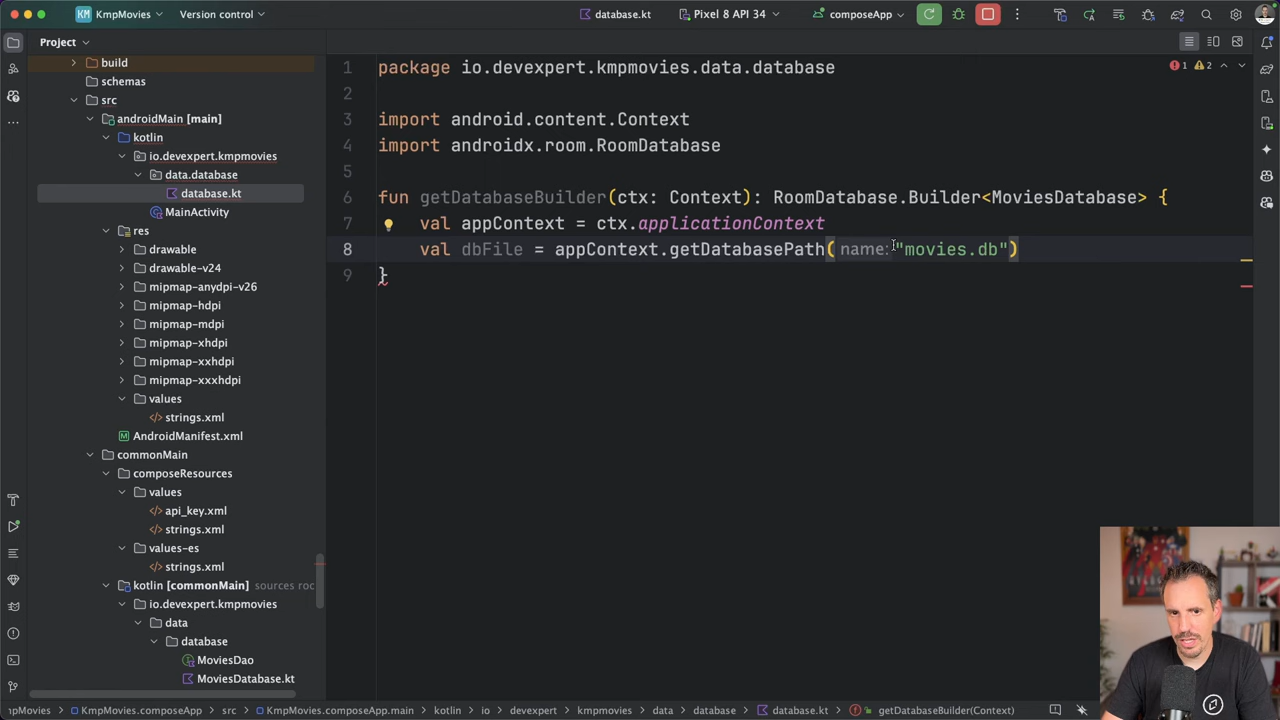 KM KmpMovies Version control database.kt Pixel 8 API 34 composeApp
Project
build
schemas
src
androidMain [main]
kotlin
io.devexpert.kmpmovies
data.database
database.kt
MainActivity
res
drawable
drawable-v24
mipmap-anydpi-v26
mipmap-hdpi
mipmap-mdpi
mipmap-xhdpi
mipmap-xxhdpi
mipmap-xxxhdpi
values
strings.xml
AndroidManifest.xml
commonMain
composeResources
values
api_key.xml
strings.xml
values-es
strings.xml
kotlin [commonMain] sources roc
io.devexpert.kmpmovies
data
database
MoviesDao
MoviesDatabase.kt
1 package io.devexpert.kmpmovies.data.database
2
3 import android.content.Context
4 import androidx.room.RoomDatabase
5
6 fun getDatabaseBuilder(ctx: Context): RoomDatabase.Builder<MoviesDatabase> {
7 val appContext = ctx.applicationContext
8 val dbFile = appContext.getDatabasePath( name: "movies.db")
9 }
1 2
mpMovies KmpMovies.composeApp src KmpMovies.composeApp.main kotlin io devexpert kmpmovies data database database.kt getDatabaseBuilder(Context)